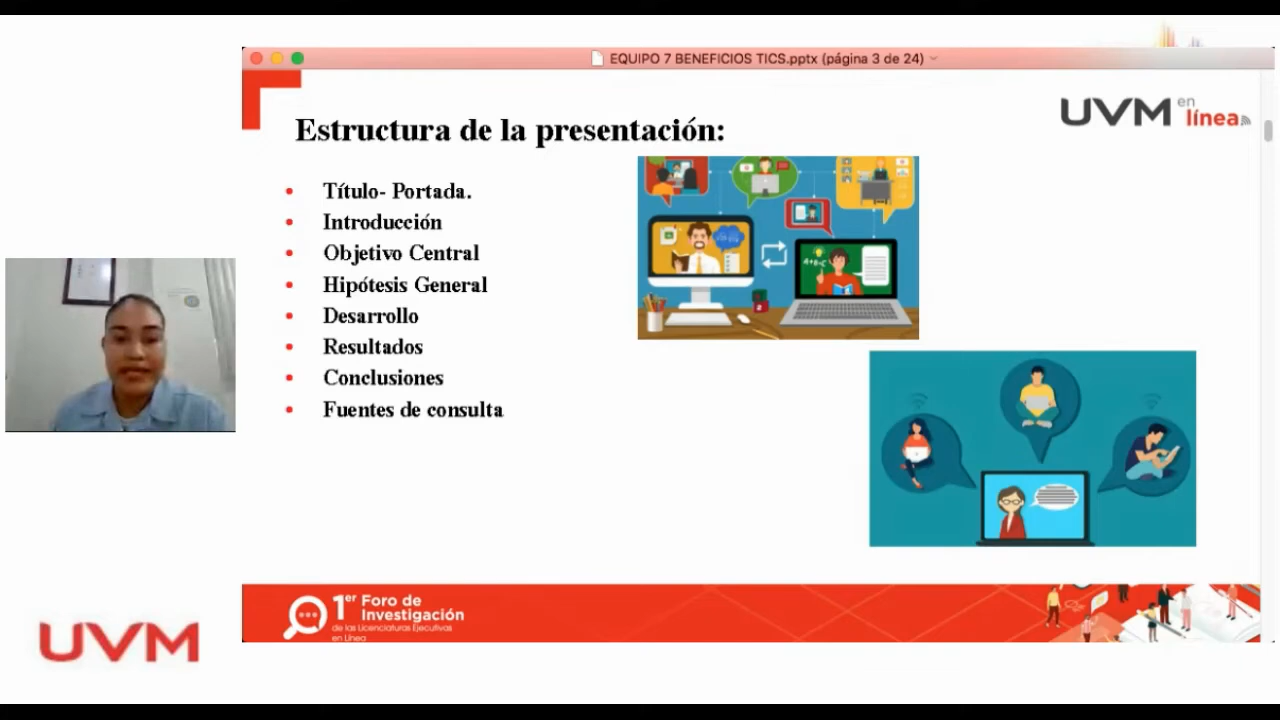 EQUIPO 7 BENEFICIOS TICS.pptx (página 3 de 24)
UVM en línea
Estructura de la presentación:
• Título- Portada.
• Introducción
• Objetivo Central
• Hipótesis General
• Desarrollo
• Resultados
• Conclusiones
• Fuentes de consulta
A+B=C
1er Foro de
Investigación
de las Licenciaturas Ejecutivas
en Línea
UVM